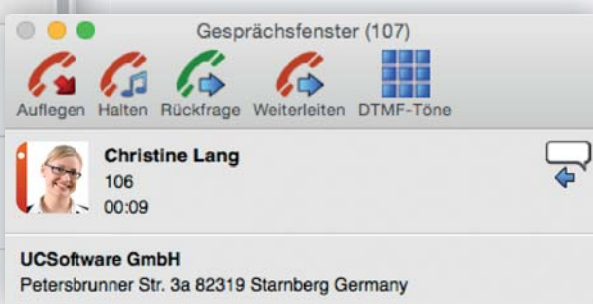 Gesprächsfenster (107)
Auflegen Halten Rückfrage Weiterleiten DTMF-Töne
Christine Lang
106
00:09
UCSoftware GmbH
Petersbrunner Str. 3a 82319 Starnberg Germany